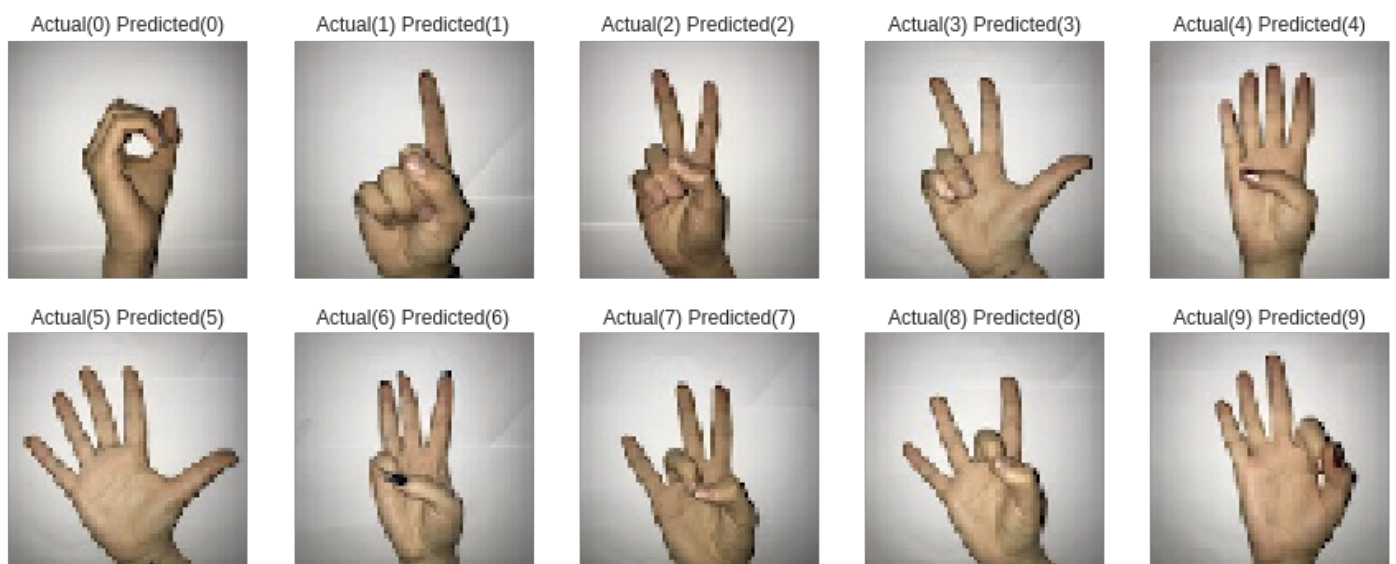 Actual(0) Predicted(0) Actual(1) Predicted(1) Actual(2) Predicted(2) Actual(3) Predicted(3) Actual(4) Predicted(4)
Actual(5) Predicted(5) Actual(6) Predicted(6) Actual(7) Predicted(7) Actual(8) Predicted(8) Actual(9) Predicted(9)